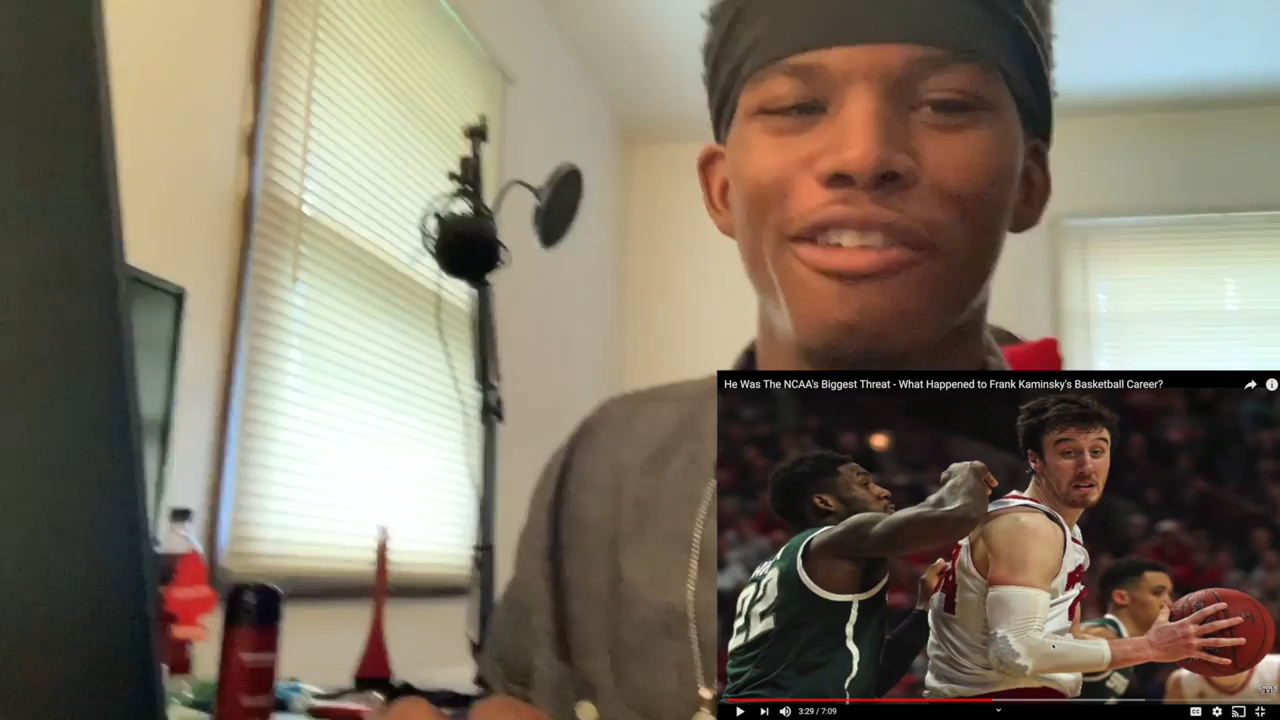 He Was The NCAA's Biggest Threat - What Happened to Frank Kaminsky's Basketball Career?
22
3:29 / 7:09